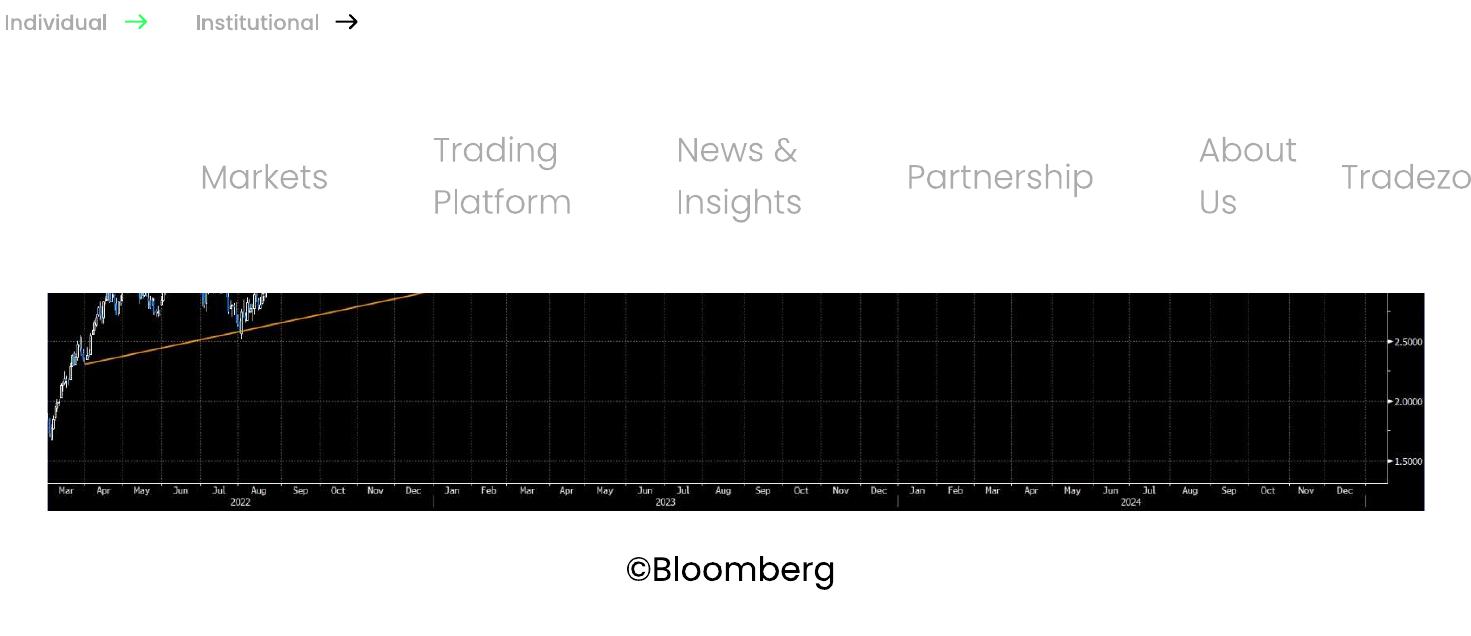 Individual → Institutional →
Markets
Trading
Platform
News &
Insights
Partnership
About
Us
Tradezo
2.5000
2.0000
1.5000
Mar Apr May Jun Jul Aug Sep Oct Nov Dec Jan Feb Mar Apr May Jun Jul Aug Sep Oct Nov Dec Jan Feb Mar Apr May Jun Jul Aug Sep Oct Nov Dec
2022 2023 2024
©Bloomberg